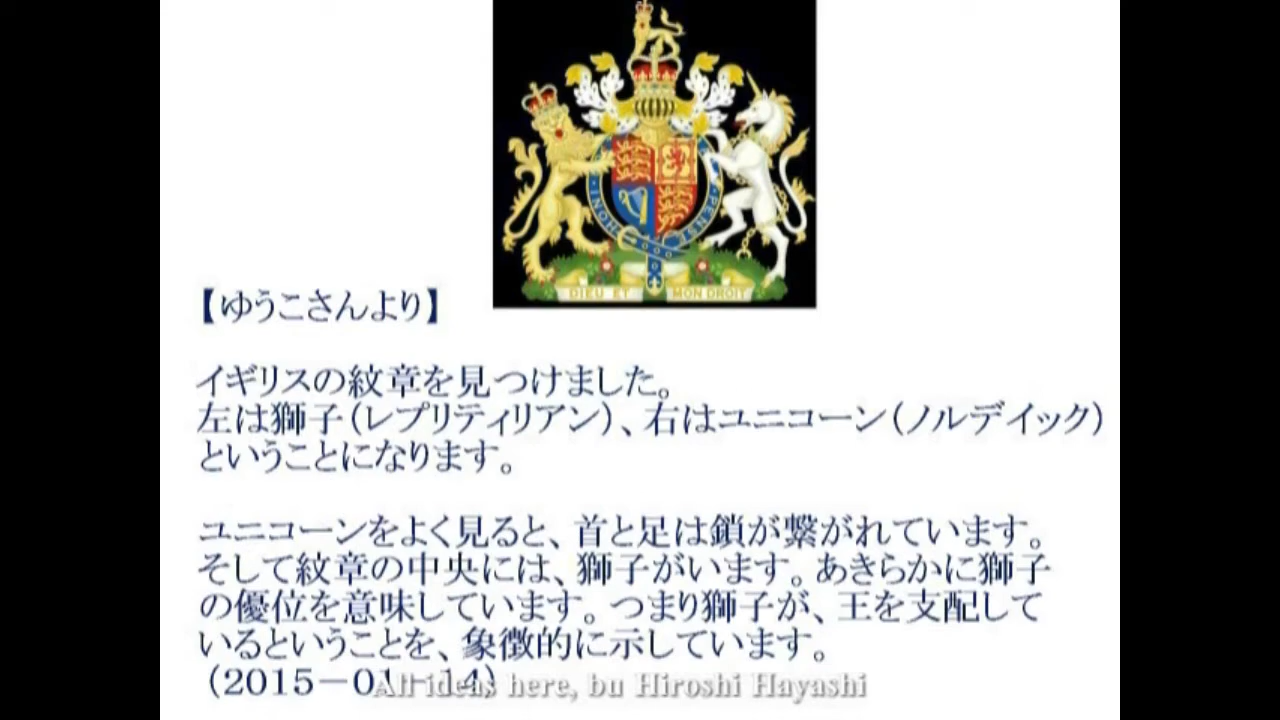 HONI
PENSE
DIEU ET
MON DROIT
【ゆうこさんより】
イギリスの紋章を見つけました。
左は獅子(レプリティリアン)、右はユニコーン(ノルデイック)
ということになります。
ユニコーンをよく見ると、首と足は鎖が繋がれています。
そして紋章の中央には、獅子がいます。あきらかに獅子
の優位を意味しています。つまり獅子が、王を支配して
いるということを、象徴的に示しています。
(2015-01-14)
All ideas here, bu Hiroshi Hayashi